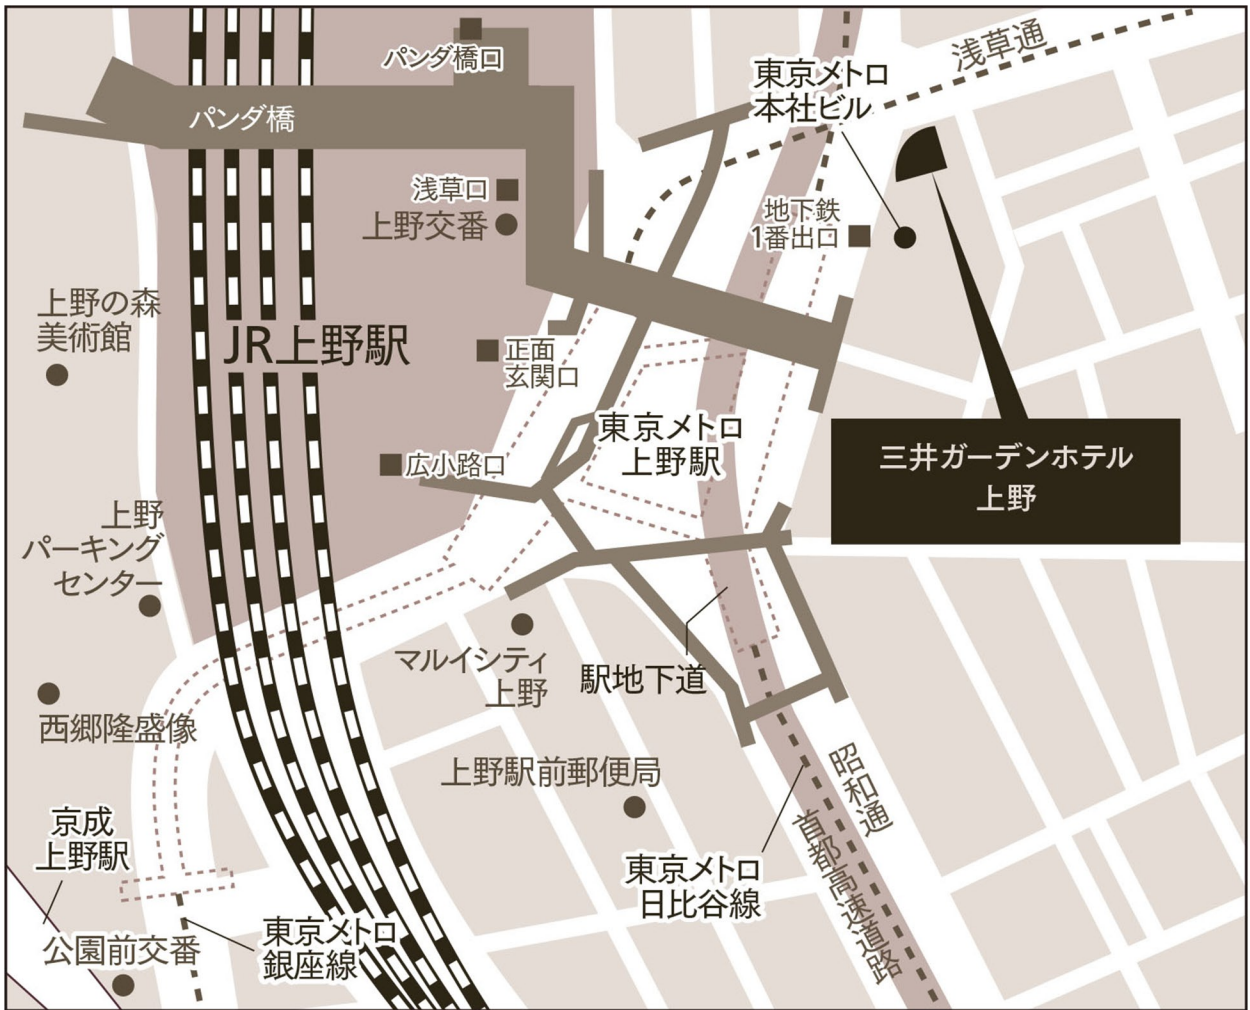 パンダ橋口
浅草通
東京メトロ
本社ビル
パンダ橋
浅草口
上野交番
地下鉄
1番出口
上野の森
美術館
JR上野駅
正面
玄関口
東京メトロ
上野駅
広小路口
三井ガーデンホテル
上野
上野
パーキング
センター
マルイシティ
上野
駅地下道
西郷隆盛像
上野駅前郵便局
昭和通
首都高速道路
京成
上野駅
東京メトロ
日比谷線
公園前交番
東京メトロ
銀座線